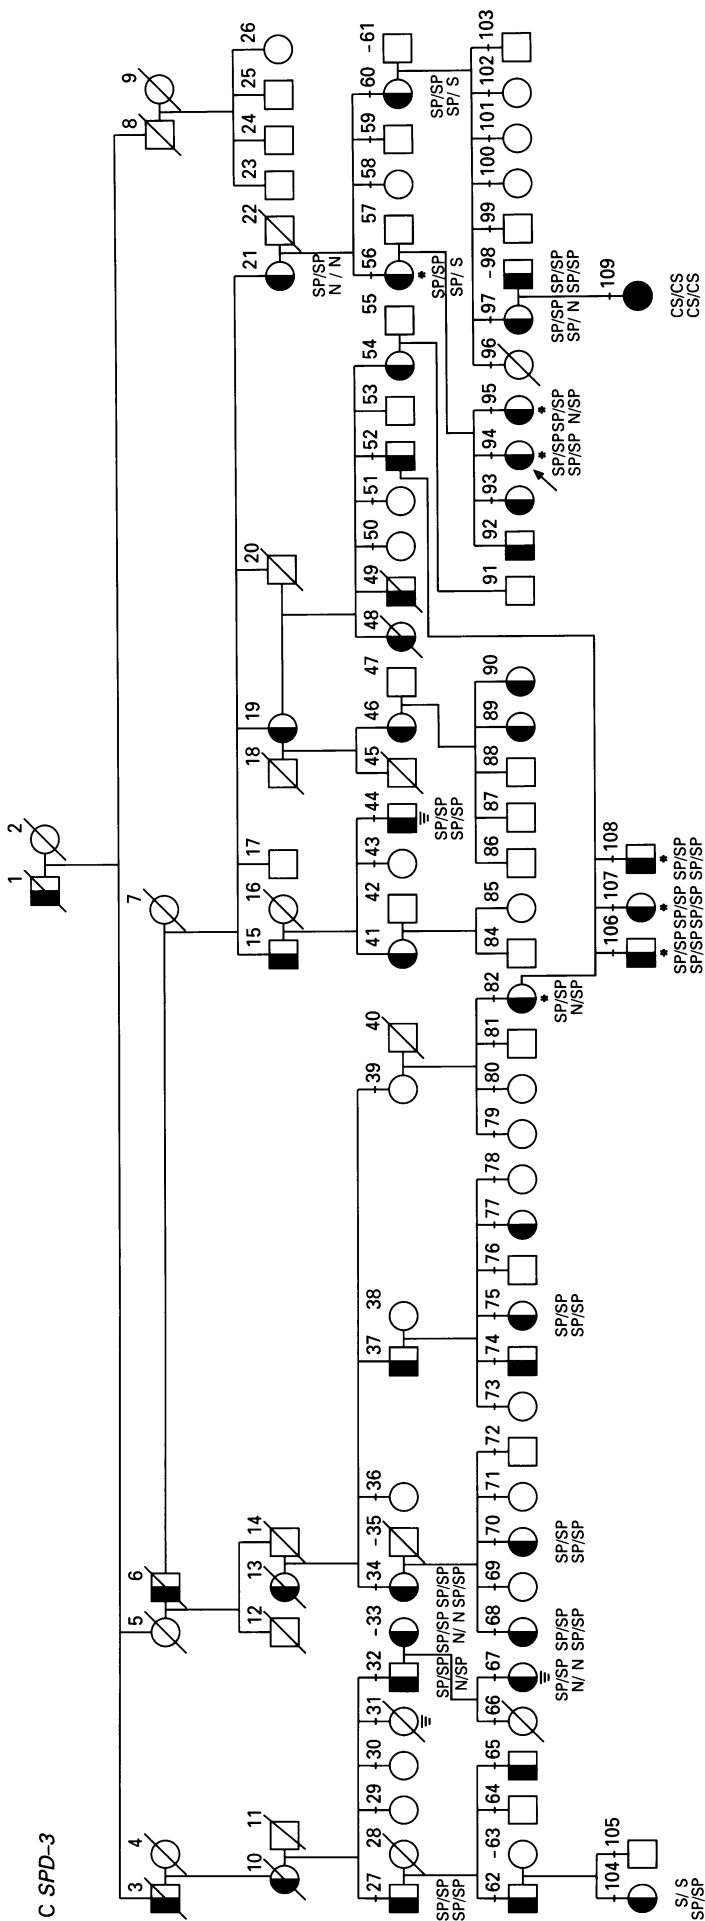 C SPD–3
1 2
3 4 5 6 7 8 9
10 11 12 13 14 15 16 17 18 19 20 21 22 23 24 25 26
SP/SP
N / N
27 28 29 30 31 32 -33 34 -35 36 37 38 39 40 41 42 43 44 45 46 47 48 49 50 51 52 53 54 55 56 57 58 59 60 -61
SP/SP SP/SP SP/SP SP/SP SP/SP SP/SP * SP/SP SP/SP
SP/SP N/SP N/ N SP/SP SP/SP SP/ S SP/ S
62 -63 64 65 66 67 68 69 70 71 72 73 74 75 76 77 78 79 80 81 82 84 85 86 87 88 89 90 91 92 93 94 95 96 97 -98 99 100 101 102 103
* * *
SP/SP SP/SP SP/SP SP/SP SP/SP SP/SP SP/SP SP/SP SP/SP
N/ N SP/SP SP/SP SP/SP N/SP SP/SP N/SP SP/ N SP/SP
104 105 106 107 108 109
* * *
S/ S SP/SP SP/SP SP/SP CS/CS
SP/SP SP/SP SP/SP SP/SP CS/CS